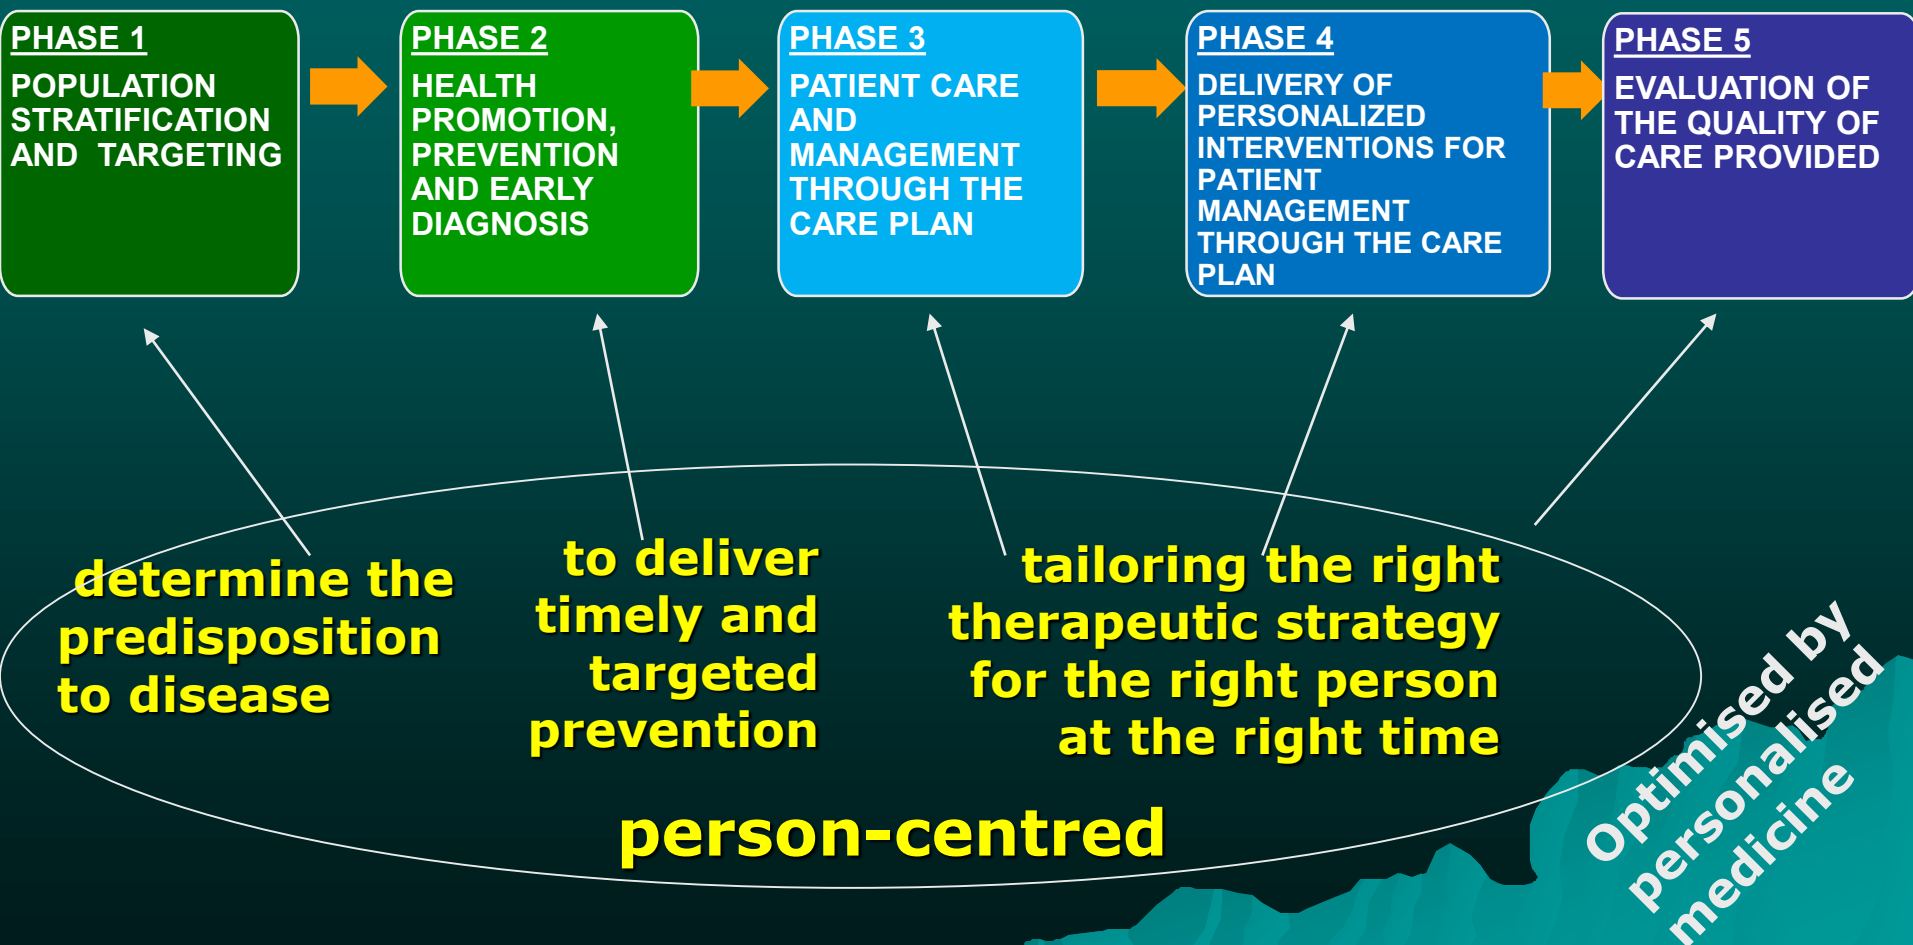 PHASE 1
POPULATION
STRATIFICATION
AND TARGETING
PHASE 2
HEALTH
PROMOTION,
PREVENTION
AND EARLY
DIAGNOSIS
PHASE 3
PATIENT CARE
AND
MANAGEMENT
THROUGH THE
CARE PLAN
PHASE 4
DELIVERY OF
PERSONALIZED
INTERVENTIONS FOR
PATIENT
MANAGEMENT
THROUGH THE CARE
PLAN
PHASE 5
EVALUATION OF
THE QUALITY OF
CARE PROVIDED
determine the
predisposition
to disease
to deliver
timely and
targeted
prevention
tailoring the right
therapeutic strategy
for the right person
at the right time
person-centred
Optimised by
personalised
medicine